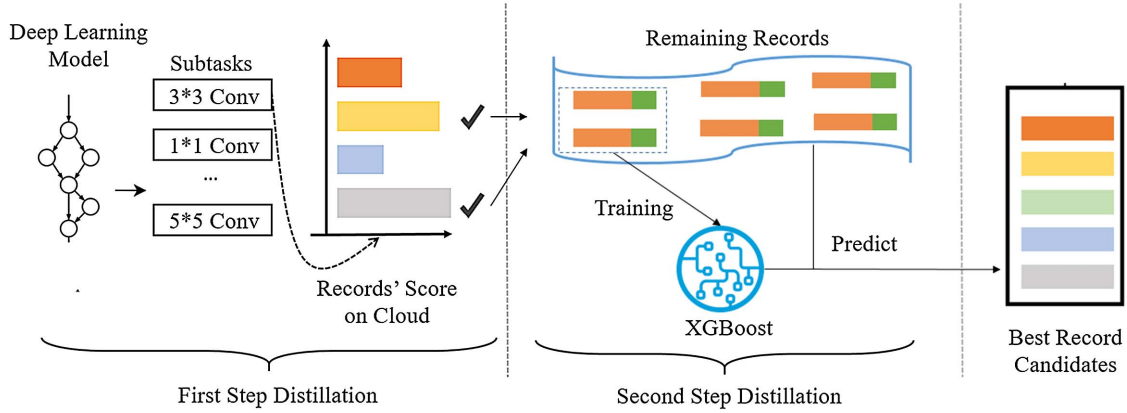 Deep Learning
Model
Subtasks
3*3 Conv
1*1 Conv
...
5*5 Conv
Records' Score
on Cloud
First Step Distillation
Remaining Records
Training
XGBoost
Predict
Second Step Distillation
Best Record
Candidates